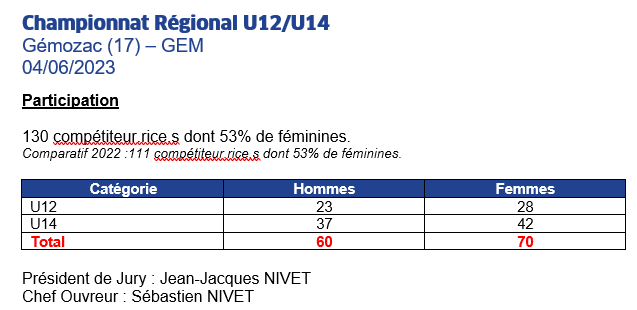 Championnat Régional U12/U14
Gémozac (17) – GEM
04/06/2023
Participation
130 compétiteur.rice.s dont 53% de féminines.
Comparatif 2022 :111 compétiteur.rice.s dont 53% de féminines.
Catégorie Hommes Femmes
U12 23 28
U14 37 42
Total 60 70
Président de Jury : Jean-Jacques NIVET
Chef Ouvreur : Sébastien NIVET